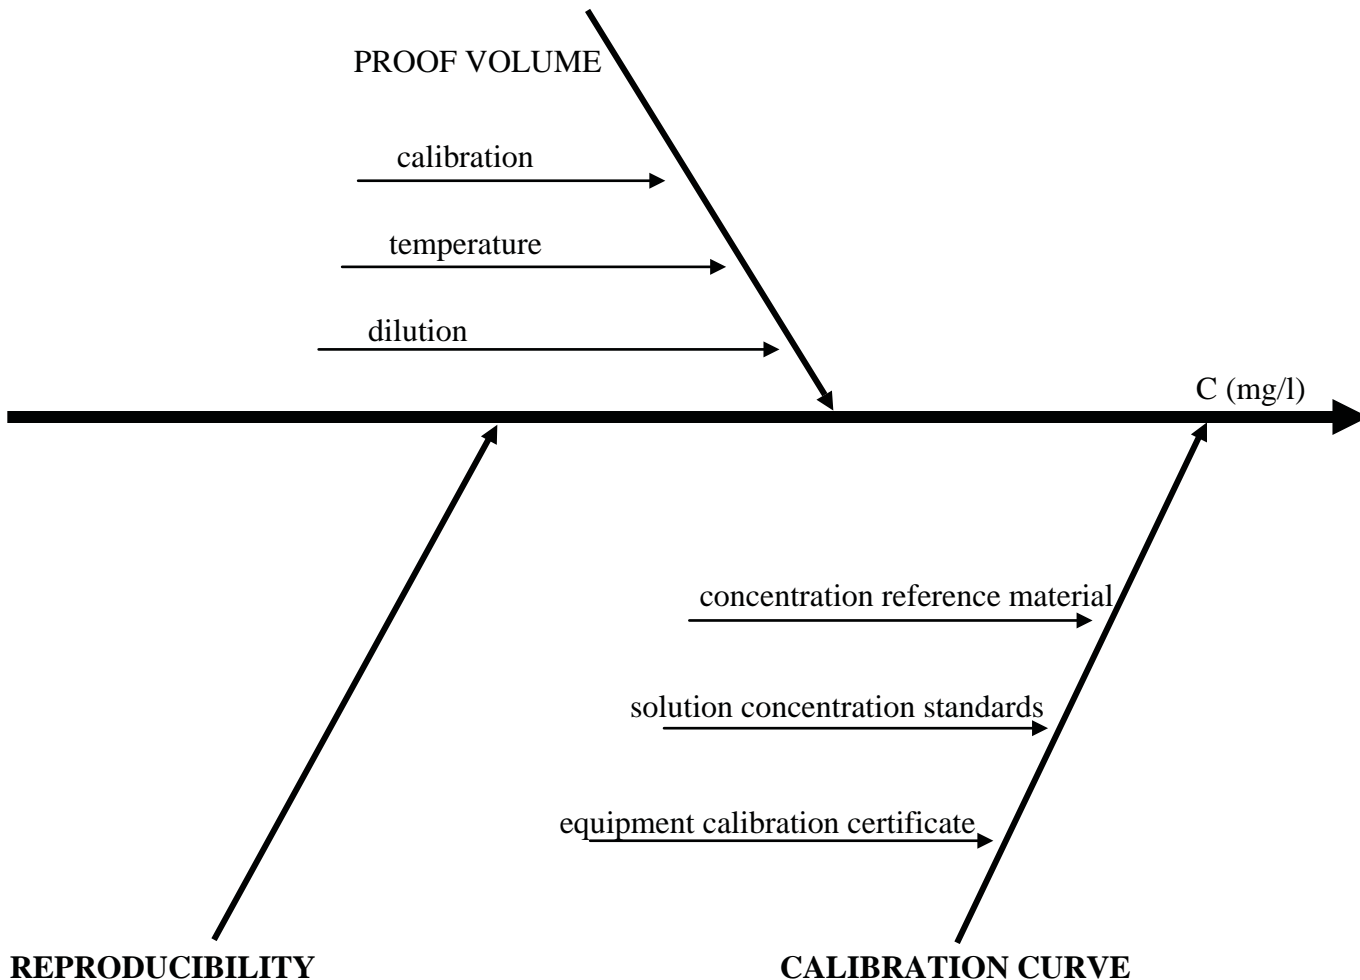 PROOF VOLUME
calibration
temperature
dilution
C (mg/l)
concentration reference material
solution concentration standards
equipment calibration certificate
REPRODUCIBILITY
CALIBRATION CURVE